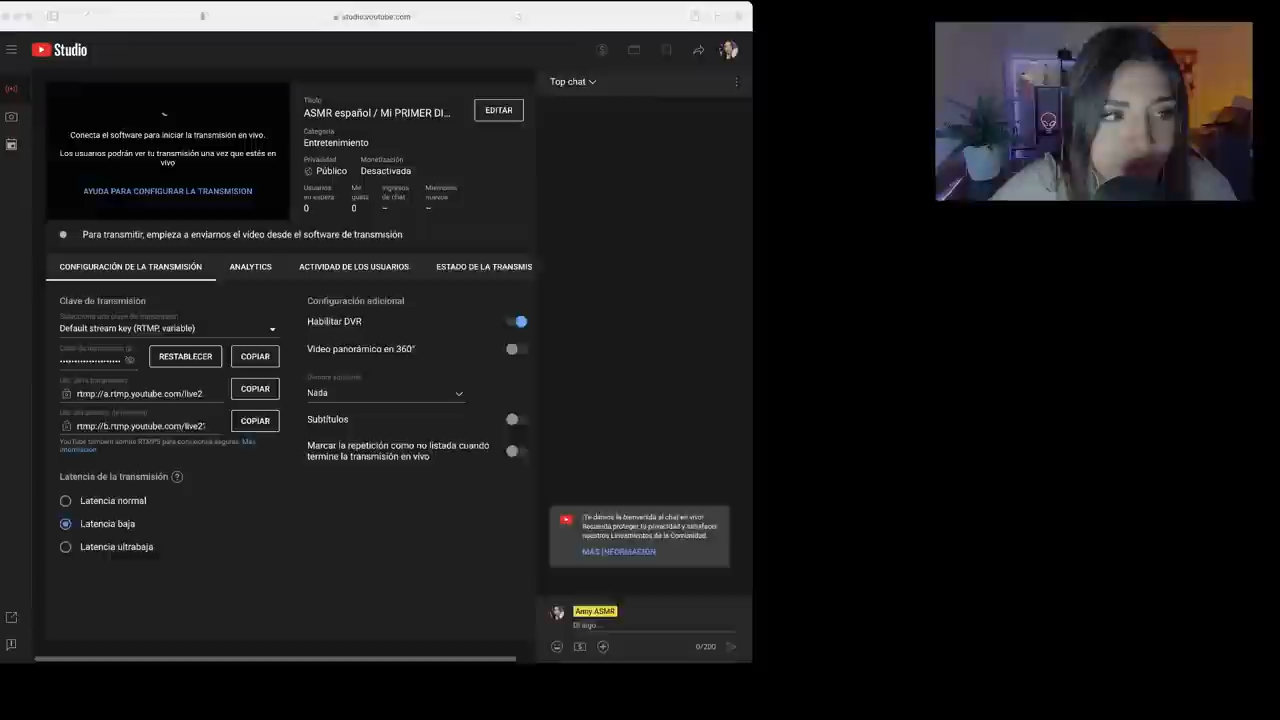 studio.youtube.com
Studio
Top chat
Título
ASMR español / Mi PRIMER DI...
EDITAR
Categoría
Entretenimiento
Privacidad
Monetización
Público
Desactivada
Usuarios en espera
Me gusta
Ingresos de chat
Miembros nuevos
0
0
–
–
Conecta el software para iniciar la transmisión en vivo.
Los usuarios podrán ver tu transmisión una vez que estés en
vivo
AYUDA PARA CONFIGURAR LA TRANSMISIÓN
Para transmitir, empieza a enviarnos el vídeo desde el software de transmisión
CONFIGURACIÓN DE LA TRANSMISIÓN
ANALYTICS
ACTIVIDAD DE LOS USUARIOS
ESTADO DE LA TRANSMIS
Clave de transmisión
Selecciona una clave de transmisión
Default stream key (RTMP, variable)
RESTABLECER
COPIAR
rtmp://a.rtmp.youtube.com/live2
COPIAR
rtmp://b.rtmp.youtube.com/live2?
COPIAR
YouTube también admite RTMPS para conexiones seguras. Más
información
Latencia de la transmisión
Latencia normal
Latencia baja
Latencia ultrabaja
Configuración adicional
Habilitar DVR
Video panorámico en 360°
Nada
Subtítulos
Marcar la repetición como no listada cuando
termine la transmisión en vivo
Te damos la bienvenida al chat en vivo!
Recuerda proteger tu privacidad y satisfacer
nuestros Lineamientos de la Comunidad.
MÁS INFORMACIÓN
ASMR
Di algo...
0/200